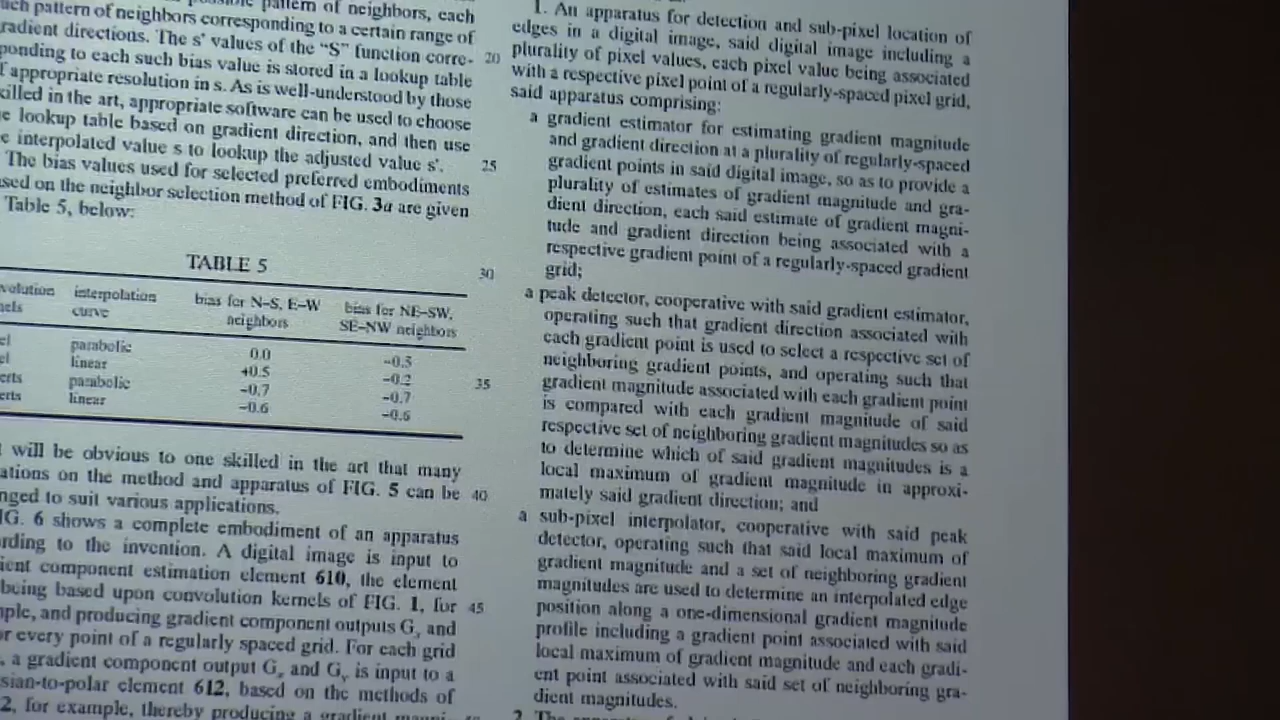 pattern of neighbors, each
pattern of neighbors corresponding to a certain range of
radient directions. The s' values of the "S" function corre-
ponding to each such bias value is stored in a lookup table
f appropriate resolution in s. As is well-understood by those
killed in the art, appropriate software can be used to choose
e lookup table based on gradient direction, and then use
e interpolated value s to lookup the adjusted value s'.
The bias values used for selected preferred embodiments
sed on the neighbor selection method of FIG. 3a are given
Table 5, below:
TABLE 5
volution interpolation bias for N-S, E-W bias for NE-SW,
nels curve neighbors SE-NW neighbors
el parabolic 0.0 -0.5
el linear +0.5 -0.2
erts parabolic -0.7 -0.7
erts linear -0.6 -0.6
will be obvious to one skilled in the art that many
ations on the method and apparatus of FIG. 5 can be
nged to suit various applications.
IG. 6 shows a complete embodiment of an apparatus
rding to the invention. A digital image is input to
ient component estimation element 610, the element
being based upon convolution kernels of FIG. 1, for
mple, and producing gradient component outputs Gx and
or every point of a regularly spaced grid. For each grid
, a gradient component output Gx and Gy is input to a
sian-to-polar element 612, based on the methods of
2, for example, thereby producing a gradient
20
25
30
35
40
45
1. An apparatus for detection and sub-pixel location of
edges in a digital image, said digital image including a
plurality of pixel values, each pixel value being associated
with a respective pixel point of a regularly-spaced pixel grid,
said apparatus comprising:
a gradient estimator for estimating gradient magnitude
and gradient direction at a plurality of regularly-spaced
gradient points in said digital image, so as to provide a
plurality of estimates of gradient magnitude and gra-
dient direction, each said estimate of gradient magni-
tude and gradient direction being associated with a
respective gradient point of a regularly-spaced gradient
grid;
a peak detector, cooperative with said gradient estimator,
operating such that gradient direction associated with
each gradient point is used to select a respective set of
neighboring gradient points, and operating such that
gradient magnitude associated with each gradient point
is compared with each gradient magnitude of said
respective set of neighboring gradient magnitudes so as
to determine which of said gradient magnitudes is a
local maximum of gradient magnitude in approxi-
mately said gradient direction; and
a sub-pixel interpolator, cooperative with said peak
detector, operating such that said local maximum of
gradient magnitude and a set of neighboring gradient
magnitudes are used to determine an interpolated edge
position along a one-dimensional gradient magnitude
profile including a gradient point associated with said
local maximum of gradient magnitude and each gradi-
ent point associated with said set of neighboring gra-
dient magnitudes.
2. The